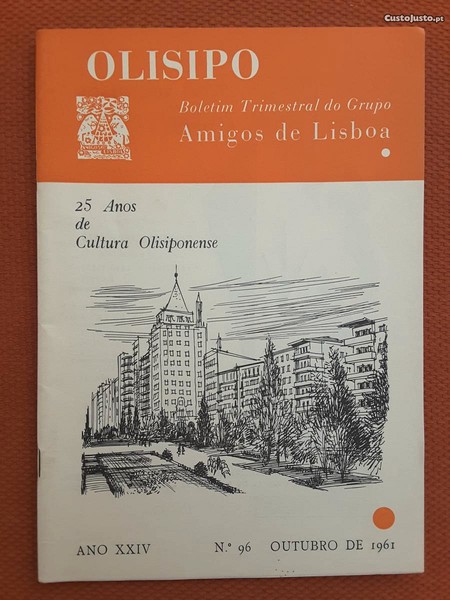 CustoJusto.pt
OLISIPO
Boletim Trimestral do Grupo
Amigos de Lisboa
25 Anos
de
Cultura Olisiponense
ANO XXIV N.º 96 OUTUBRO DE 1961